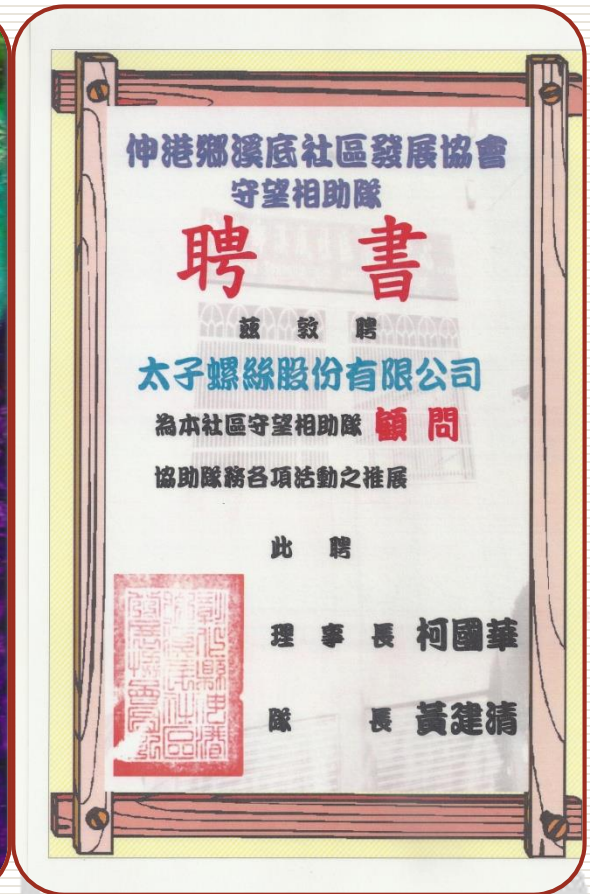 伸港鄉溪底社區發展協會
守望相助隊
聘 書
茲 敦 聘
太子螺絲股份有限公司
為本社區守望相助隊 顧 問
協助隊務各項活動之推展
此 聘
理 事 長 柯國華
隊 長 黃建清